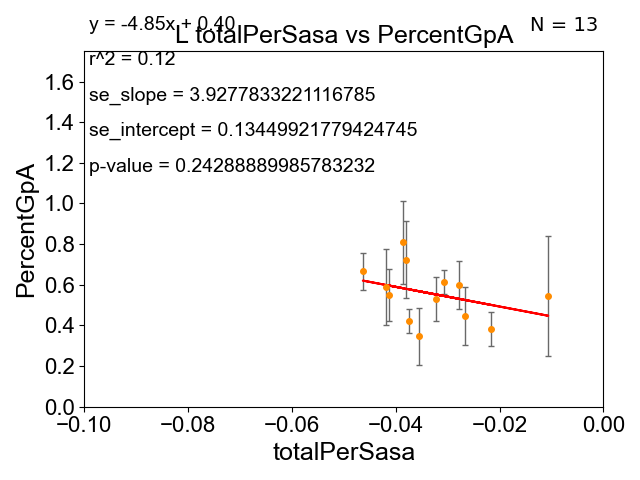 y = -4.85x + 0.40
N = 13
L totalPerSasa vs PercentGpA
r^2 = 0.12
se_slope = 3.9277833221116785
se_intercept = 0.13449921779424745
p-value = 0.24288889985783232
PercentGpA
1.6
1.4
1.2
1.0
0.8
0.6
0.4
0.2
0.0
−0.10 −0.08 −0.06 −0.04 −0.02 0.00
totalPerSasa